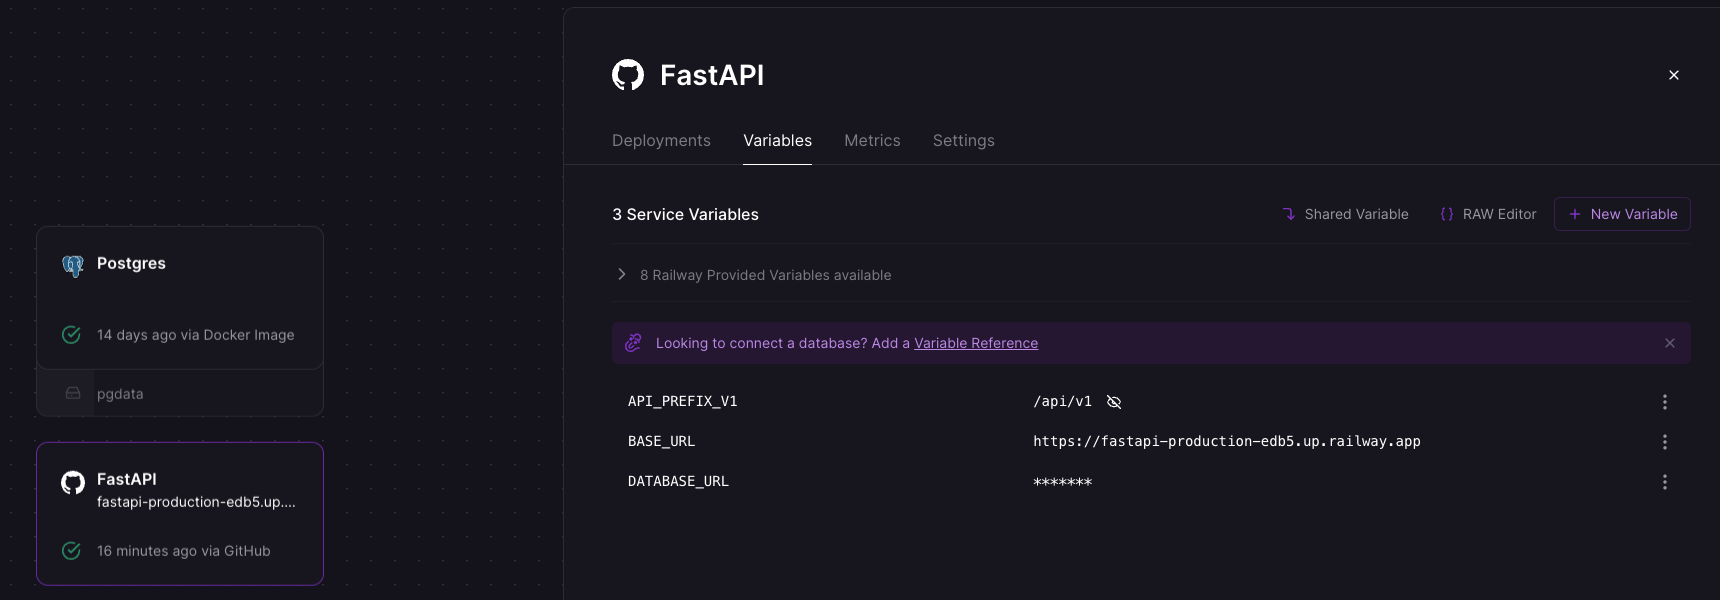 FastAPI
Deployments Variables Metrics Settings
3 Service Variables Shared Variable {} RAW Editor + New Variable
8 Railway Provided Variables available
Looking to connect a database? Add a Variable Reference
API_PREFIX_V1 /api/v1
BASE_URL https://fastapi-production-edb5.up.railway.app
DATABASE_URL *******
Postgres
14 days ago via Docker Image
pgdata
FastAPI
fastapi-production-edb5.up....
16 minutes ago via GitHub